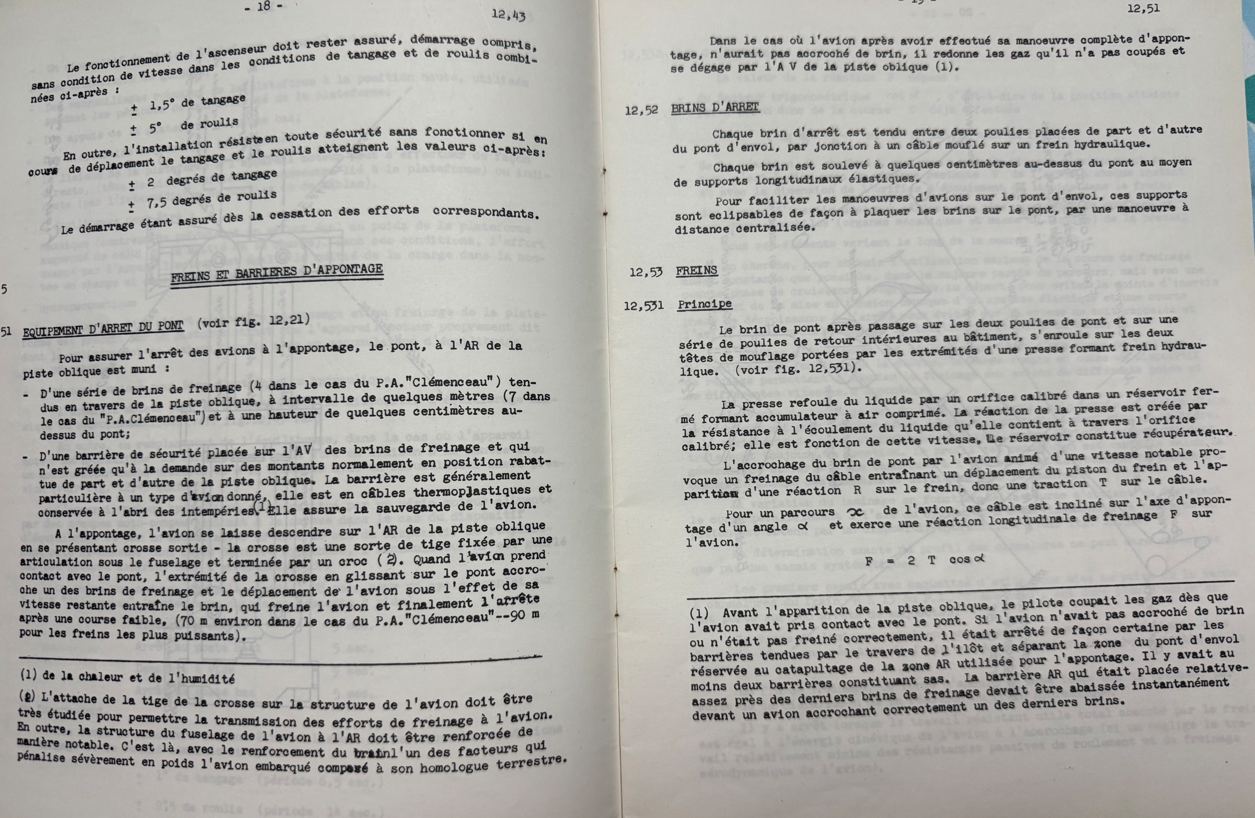 - 18 -
12,43
Le fonctionnement de l'ascenseur doit rester assuré, démarrage compris,
sans condition de vitesse dans les conditions de tangage et de roulis combi-
nées ci-après :
± 1,5° de tangage
± 5° de roulis
En outre, l'installation résiste en toute sécurité sans fonctionner si en
cours de déplacement le tangage et le roulis atteignent les valeurs ci-après:
± 2 degrés de tangage
± 7,5 degrés de roulis
Le démarrage étant assuré dès la cessation des efforts correspondants.
5
FREINS ET BARRIERES D'APPONTAGE
51 EQUIPEMENT D'ARRET DU PONT (voir fig. 12,21)
Pour assurer l'arrêt des avions à l'appontage, le pont, à l'AR de la
piste oblique est muni :
- D'une série de brins de freinage (4 dans le cas du P.A."Clémenceau") ten-
dus en travers de la piste oblique, à intervalle de quelques mètres (7 dans
le cas du "P.A.Clémenceau") et à une hauteur de quelques centimètres au-
dessus du pont;
- D'une barrière de sécurité placée sur l'AV des brins de freinage et qui
n'est gréée qu'à la demande sur des montants normalement en position rabat-
tue de part et d'autre de la piste oblique. La barrière est généralement
particulière à un type d'avion donné, elle est en câbles thermoplastiques et
conservée à l'abri des intempéries(1) Elle assure la sauvegarde de l'avion.
A l'appontage, l'avion se laisse descendre sur l'AR de la piste oblique
en se présentant crosse sortie - la crosse est une sorte de tige fixée par une
articulation sous le fuselage et terminée par un croc (2). Quand l'avion prend
contact avec le pont, l'extrémité de la crosse en glissant sur le pont accro-
che un des brins de freinage et le déplacement de l'avion sous l'effet de sa
vitesse restante entraîne le brin, qui freine l'avion et finalement l'arrête
après une course faible, (70 m environ dans le cas du P.A."Clémenceau"--90 m
pour les freins les plus puissants).
(1) de la chaleur et de l'humidité
(2) L'attache de la tige de la crosse sur la structure de l'avion doit être
très étudiée pour permettre la transmission des efforts de freinage à l'avion.
En outre, la structure du fuselage de l'avion à l'AR doit être renforcée de
manière notable. C'est là, avec le renforcement du train l'un des facteurs qui
pénalise sévèrement en poids l'avion embarqué comparé à son homologue terrestre.
12,51
Dans le cas où l'avion après avoir effectué sa manoeuvre complète d'appon-
tage, n'aurait pas accroché de brin, il redonne les gaz qu'il n'a pas coupés et
se dégage par l'A V de la piste oblique (1).
12,52 BRINS D'ARRET
Chaque brin d'arrêt est tendu entre deux poulies placées de part et d'autre
du pont d'envol, par jonction à un câble mouflé sur un frein hydraulique.
Chaque brin est soulevé à quelques centimètres au-dessus du pont au moyen
de supports longitudinaux élastiques.
Pour faciliter les manoeuvres d'avions sur le pont d'envol, ces supports
sont eclipsables de façon à plaquer les brins sur le pont, par une manoeuvre à
distance centralisée.
12,53 FREINS
12,531 Principe
Le brin de pont après passage sur les deux poulies de pont et sur une
série de poulies de retour intérieures au bâtiment, s'enroule sur les deux
têtes de mouflage portées par les extrémités d'une presse formant frein hydrau-
lique. (voir fig. 12,531).
La presse refoule du liquide par un orifice calibré dans un réservoir fer-
mé formant accumulateur à air comprimé. La réaction de la presse est créée par
la résistance à l'écoulement du liquide qu'elle contient à travers l'orifice
calibré; elle est fonction de cette vitesse, Le réservoir constitue récupérateur.
L'accrochage du brin de pont par l'avion animé d'une vitesse notable pro-
voque un freinage du câble entraînant un déplacement du piston du frein et l'ap-
parition d'une réaction R sur le frein, donc une traction T sur le câble.
Pour un parcours x de l'avion, ce câble est incliné sur l'axe d'appon-
tage d'un angle α et exerce une réaction longitudinale de freinage F sur
l'avion.
F = 2 T cos α
(1) Avant l'apparition de la piste oblique, le pilote coupait les gaz dès que
l'avion avait pris contact avec le pont. Si l'avion n'avait pas accroché de brin
ou n'était pas freiné correctement, il était arrêté de façon certaine par les
barrières tendues par le travers de l'ilôt et séparant la zone du pont d'envol
réservée au catapultage de la zone AR utilisée pour l'appontage. Il y avait au
moins deux barrières constituant sas. La barrière AR qui était placée relative-
assez près des derniers brins de freinage devait être abaissée instantanément
devant un avion accrochant correctement un des derniers brins.